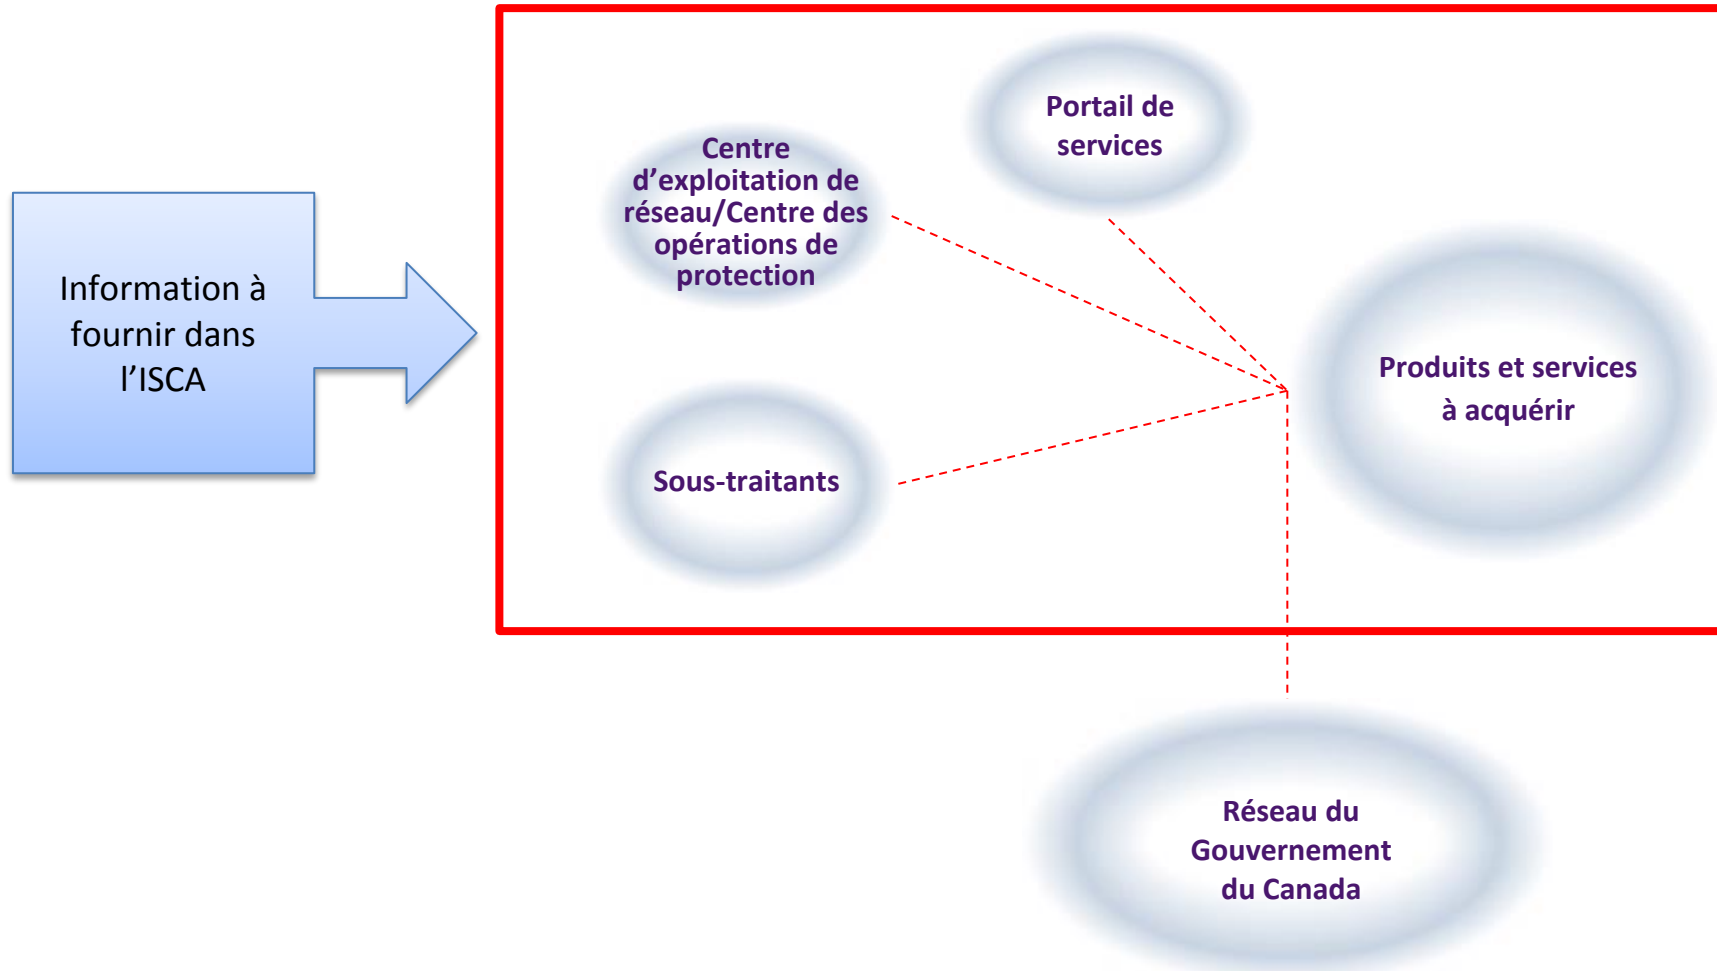 Information à
fournir dans
l’ISCA
Centre
d’exploitation de
réseau/Centre des
opérations de
protection
Portail de
services
Sous-traitants
Produits et services
à acquérir
Réseau du
Gouvernement
du Canada